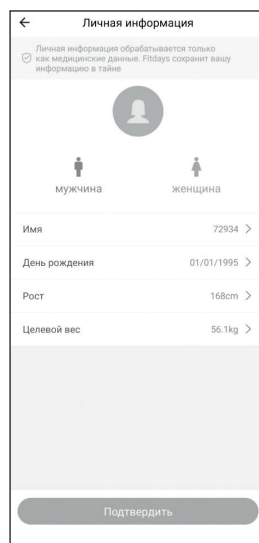 Личная информация
Личная информация обрабатывается только
как медицинские данные. Fitdays сохранит вашу
информацию в тайне
мужчина женщина
Имя 72934
День рождения 01/01/1995
Рост 168cm
Целевой вес 56.1kg
Подтвердить